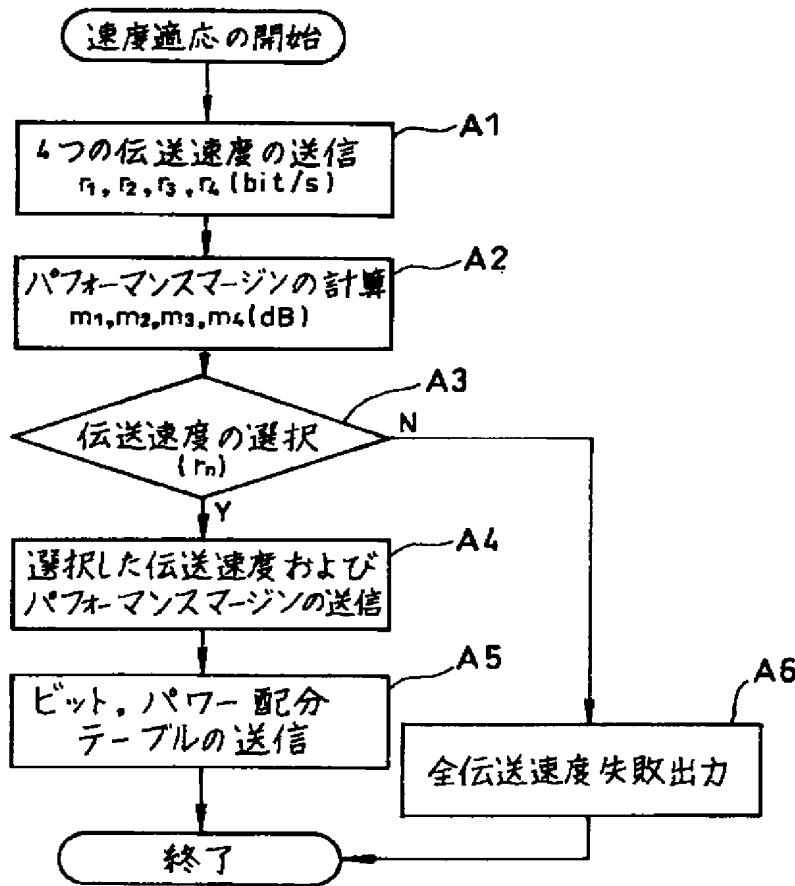 速度適応の開始
A1
4つの伝送速度の送信
r₁, r₂, r₃, r₄ (bit/s)
A2
パフォーマンスマージンの計算
m₁,m₂,m₃,m₄(dB)
A3
伝送速度の選択
(rₙ)
N
Y
A4
選択した伝送速度および
パフォーマンスマージンの送信
A5
ビット, パワー配分
テーブルの送信
A6
全伝送速度失敗出力
終了